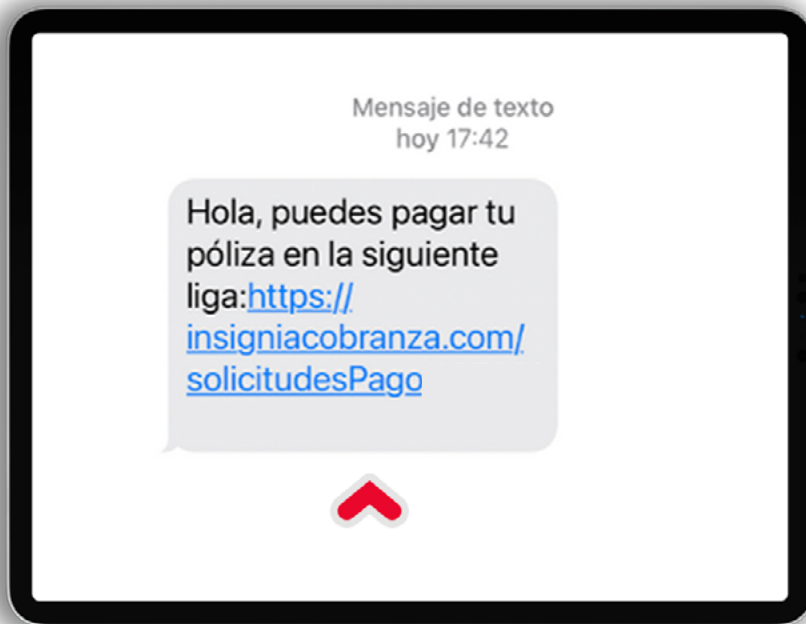 Mensaje de texto
hoy 17:42
Hola, puedes pagar tu
póliza en la siguiente
liga:https://
insigniacobranza.com/
solicitudesPago